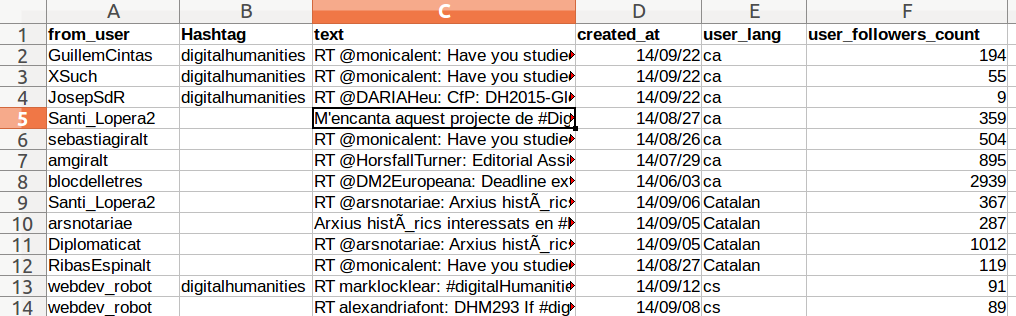 A B C D E F
1 from_user Hashtag text created_at user_lang user_followers_count
2 GuillemCintas digitalhumanities RT @monicalent: Have you studie 14/09/22 ca 194
3 XSuch digitalhumanities RT @monicalent: Have you studie 14/09/22 ca 55
4 JosepSdR digitalhumanities RT @DARIAHeu: CfP: DH2015-Gl 14/09/22 ca 9
5 Santi_Lopera2 M'encanta aquest projecte de #Dig 14/08/27 ca 359
6 sebastiagiralt RT @monicalent: Have you studie 14/08/26 ca 504
7 amgiralt RT @HorsfallTurner: Editorial Assi 14/07/29 ca 895
8 blocdelletres RT @DM2Europeana: Deadline ex 14/06/03 ca 2939
9 Santi_Lopera2 RT @arsnotariae: Arxius histÃ_ric 14/09/06 Catalan 367
10 arsnotariae Arxius histÃ_rics interessats en # 14/09/05 Catalan 287
11 Diplomaticat RT @arsnotariae: Arxius histÃ_ric 14/09/05 Catalan 1012
12 RibasEspinalt RT @monicalent: Have you studie 14/08/27 Catalan 119
13 webdev_robot digitalhumanities RT marklocklear: #digitalHumanitie 14/09/12 cs 91
14 webdev_robot RT alexandriafont: DHM293 If #dig 14/09/08 cs 89